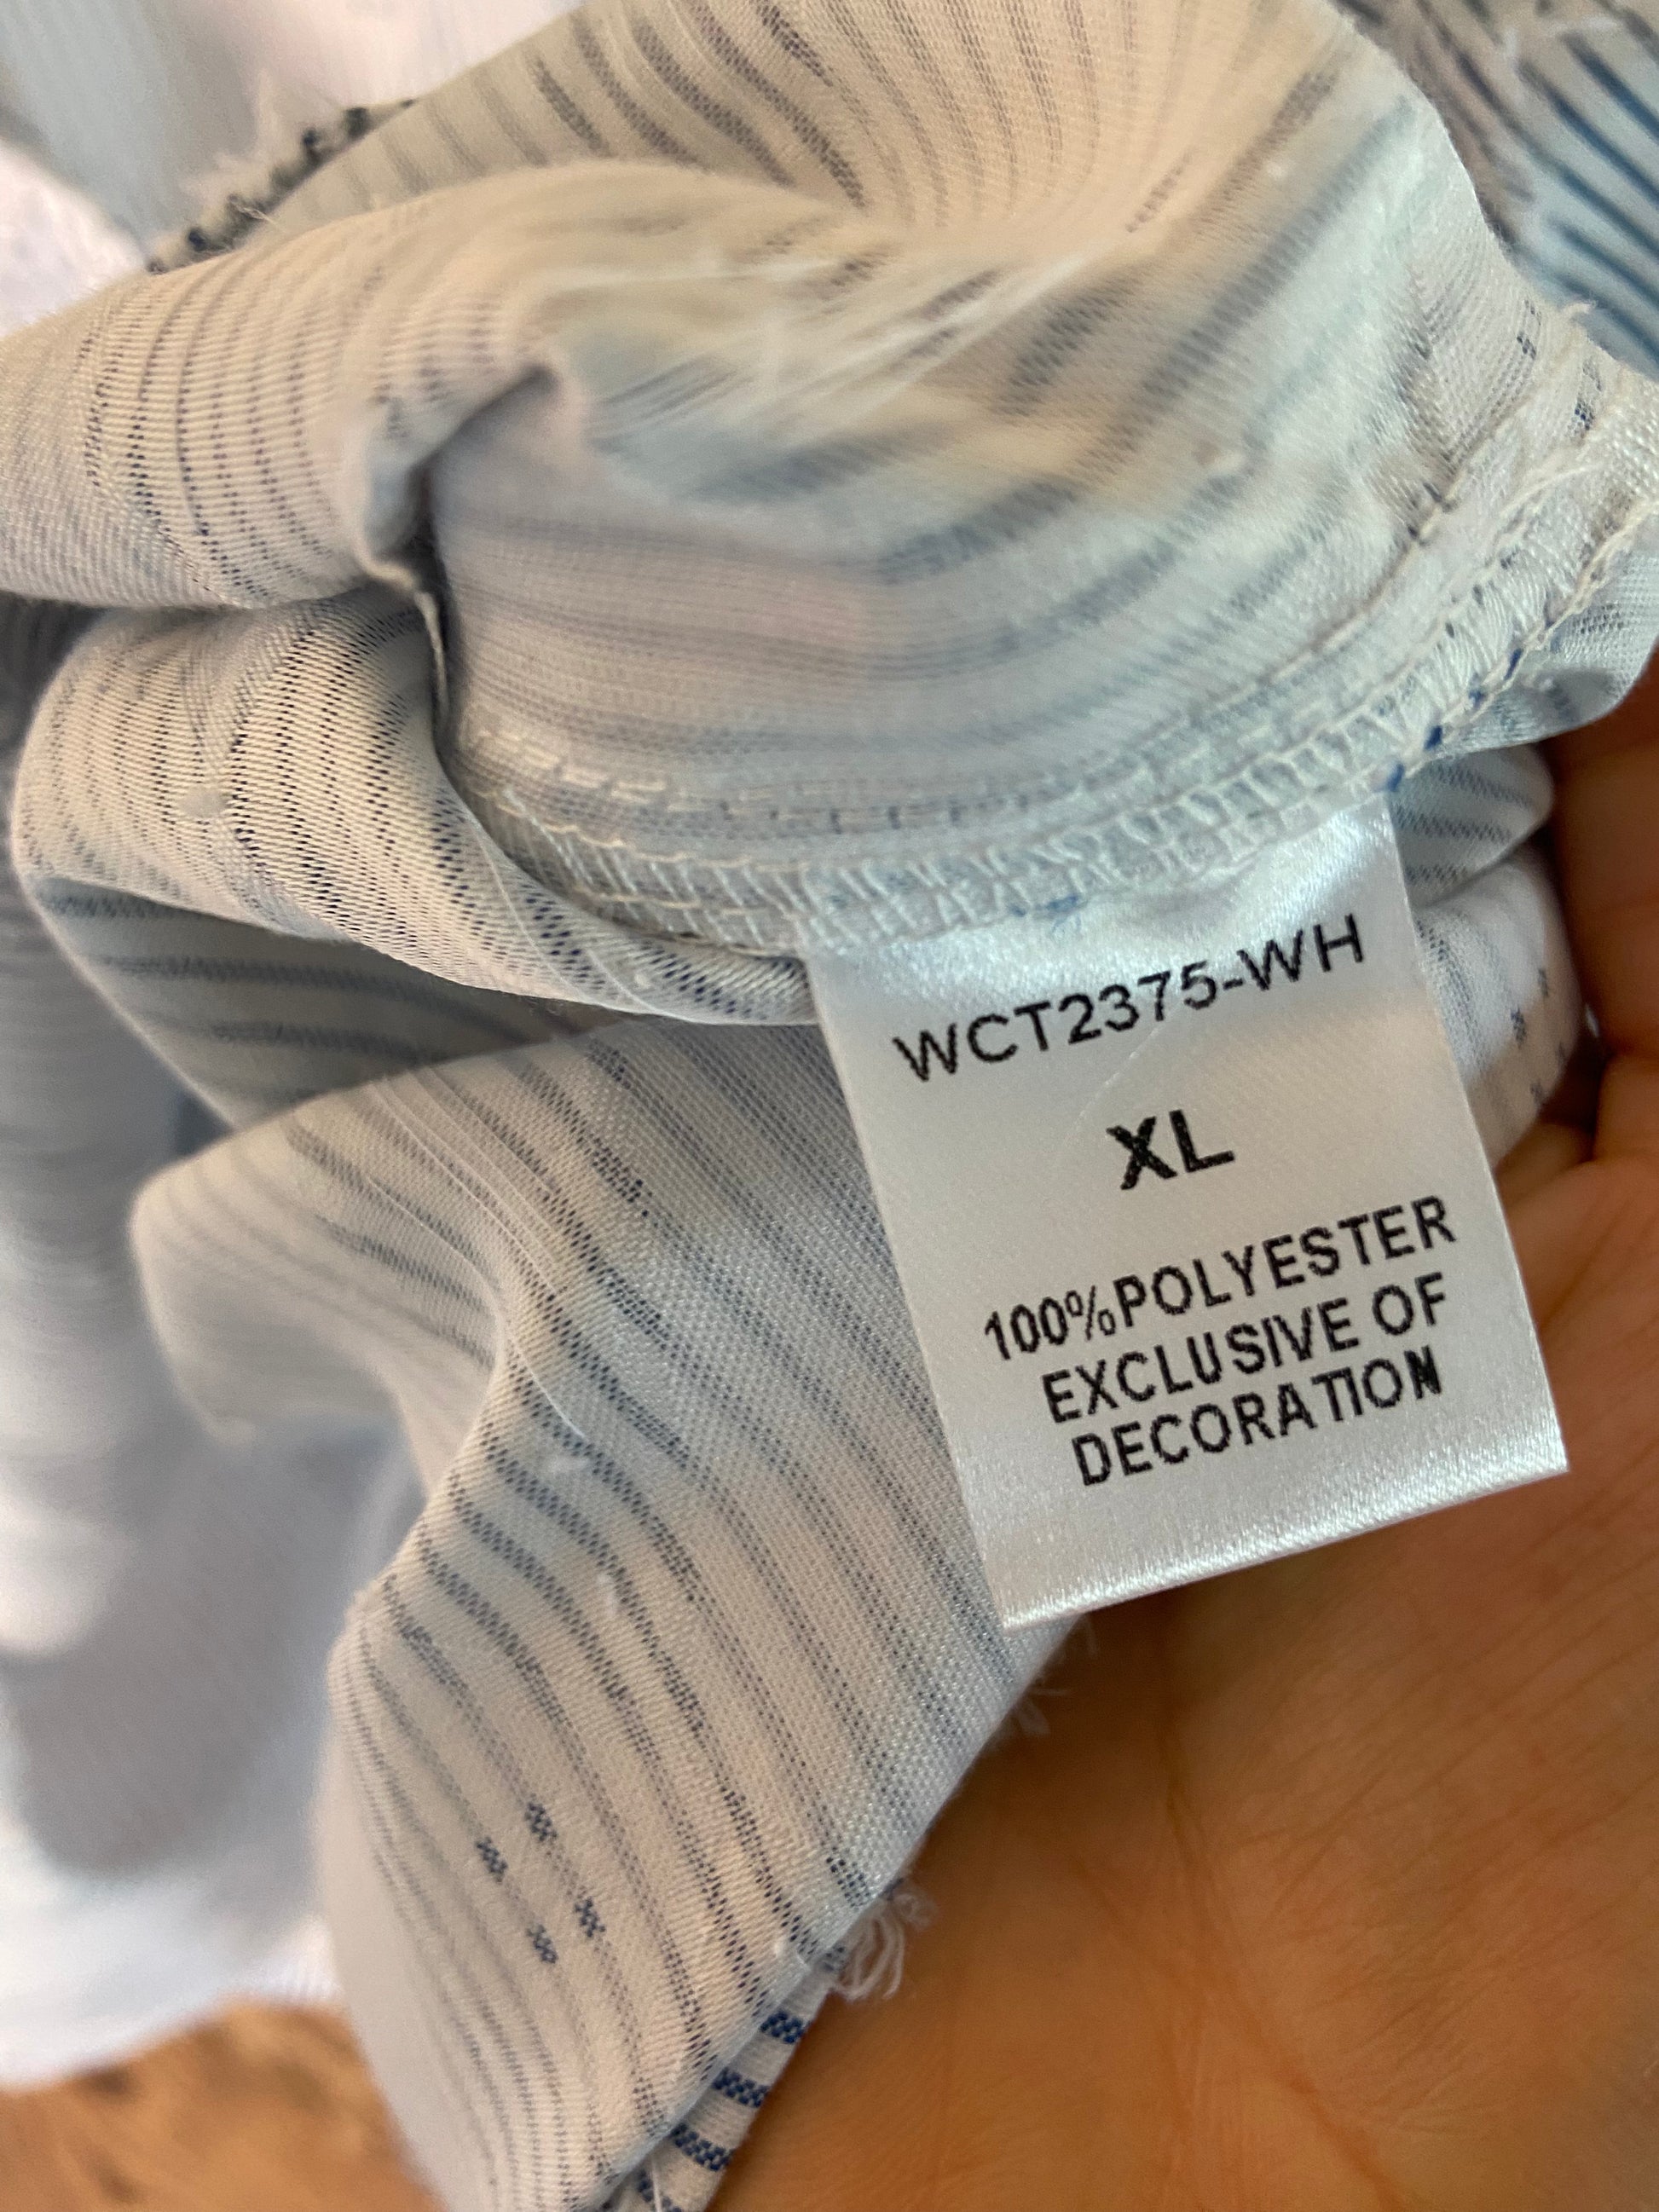 WCT2375-WH
XL
100%POLYESTER
EXCLUSIVE OF
DECORATION